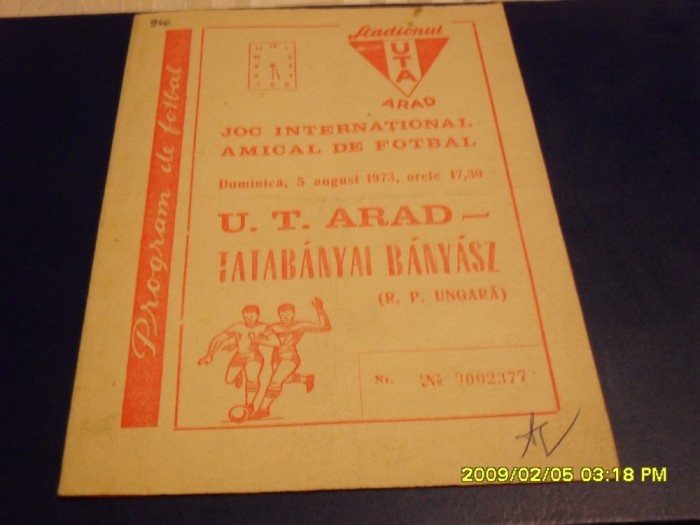 Stadionul
UTA
ARAD
Program de fotbal
JOC INTERNAȚIONAL
AMICAL DE FOTBAL
Duminică, 5 august 1973, orele 17,30
U. T. ARAD –
TATABÁNYAI BÁNYÁSZ
(R. P. UNGARĂ)
Nr. № 0002377
2009/02/05 03:18 PM